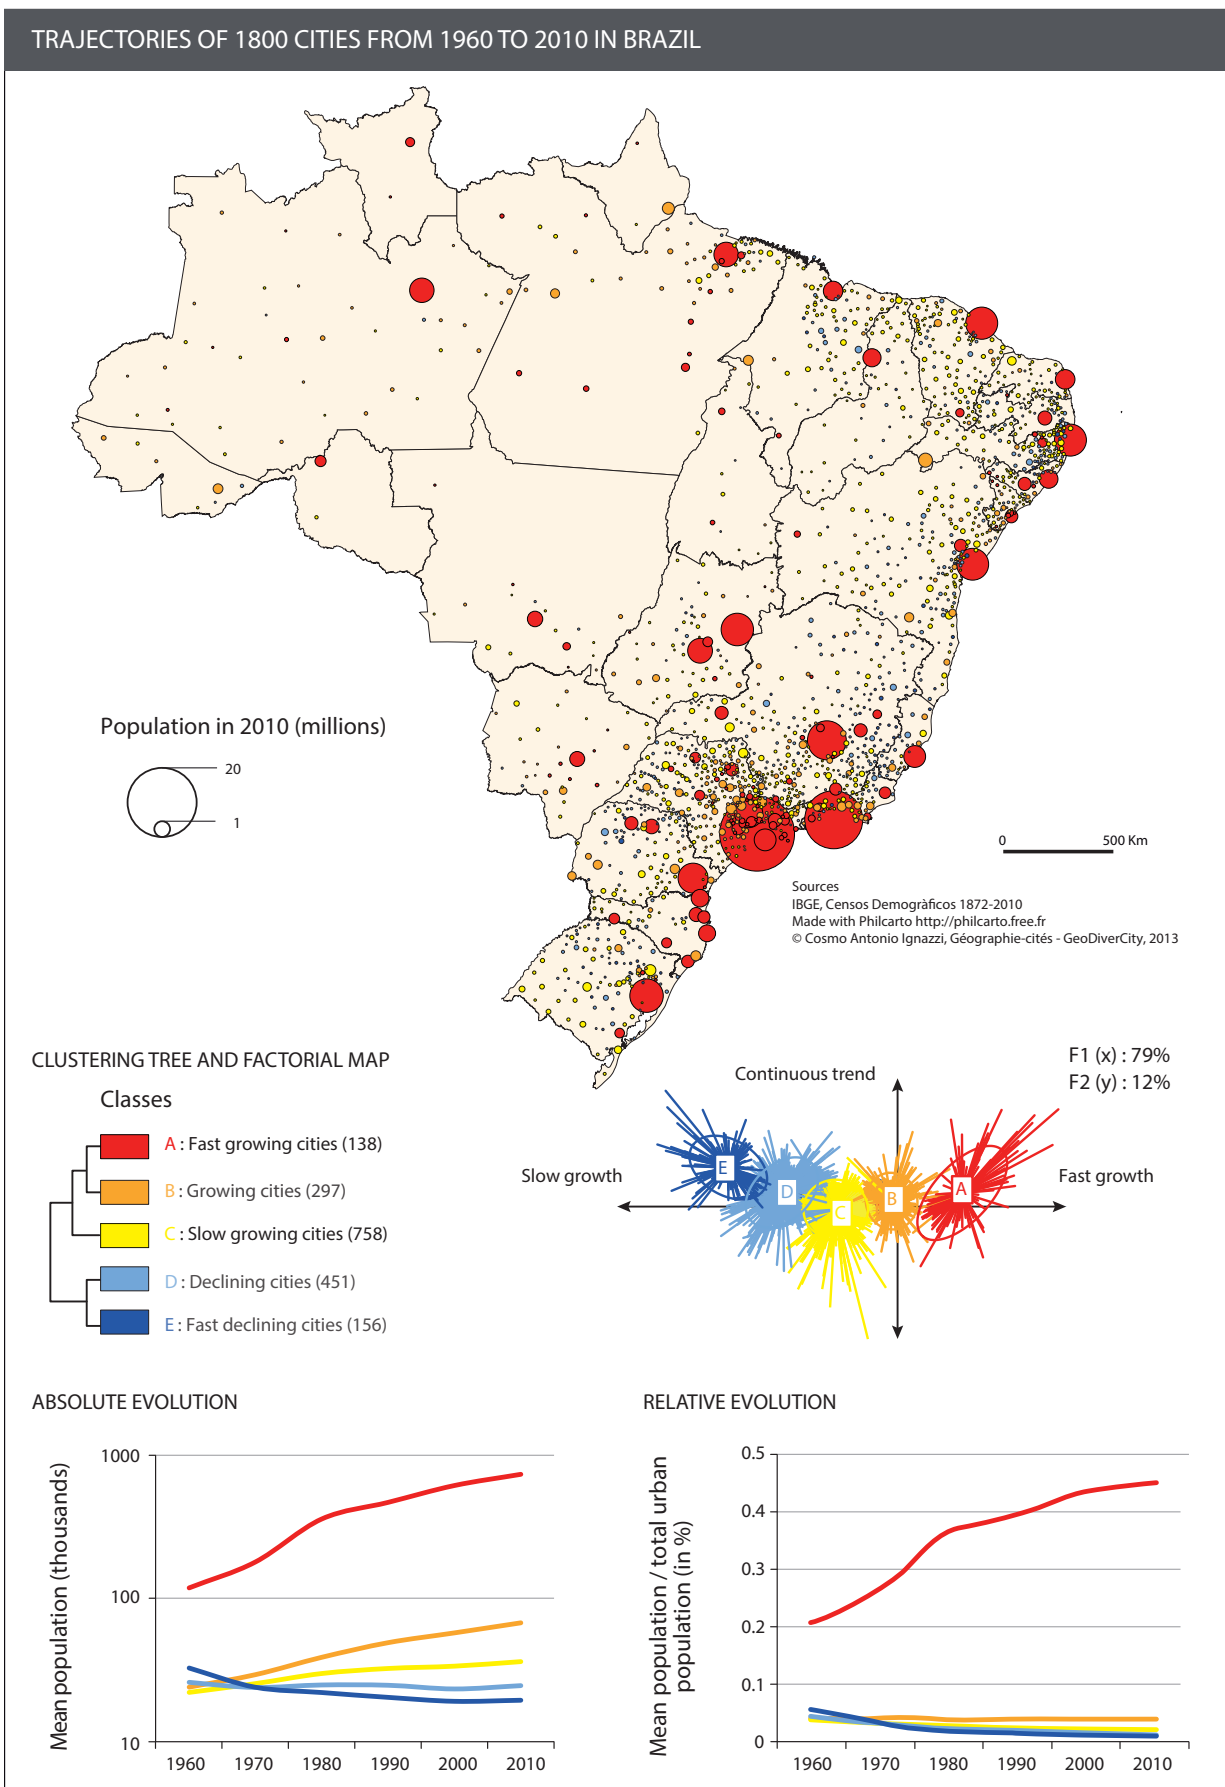 TRAJECTORIES OF 1800 CITIES FROM 1960 TO 2010 IN BRAZIL
Population in 2010 (millions)
20
1
0 500 Km
Sources
IBGE, Censos Demogràficos 1872-2010
Made with Philcarto http://philcarto.free.fr
© Cosmo Antonio Ignazzi, Géographie-cités - GeoDiverCity, 2013
CLUSTERING TREE AND FACTORIAL MAP
Classes
A : Fast growing cities (138)
B : Growing cities (297)
C : Slow growing cities (758)
D : Declining cities (451)
E : Fast declining cities (156)
F1 (x) : 79%
F2 (y) : 12%
Continuous trend
Slow growth
Fast growth
E
D
C
B
A
ABSOLUTE EVOLUTION
Mean population (thousands)
1000
100
10
1960 1970 1980 1990 2000 2010
RELATIVE EVOLUTION
Mean population / total urban
population (in %)
0.5
0.4
0.3
0.2
0.1
0
1960 1970 1980 1990 2000 2010